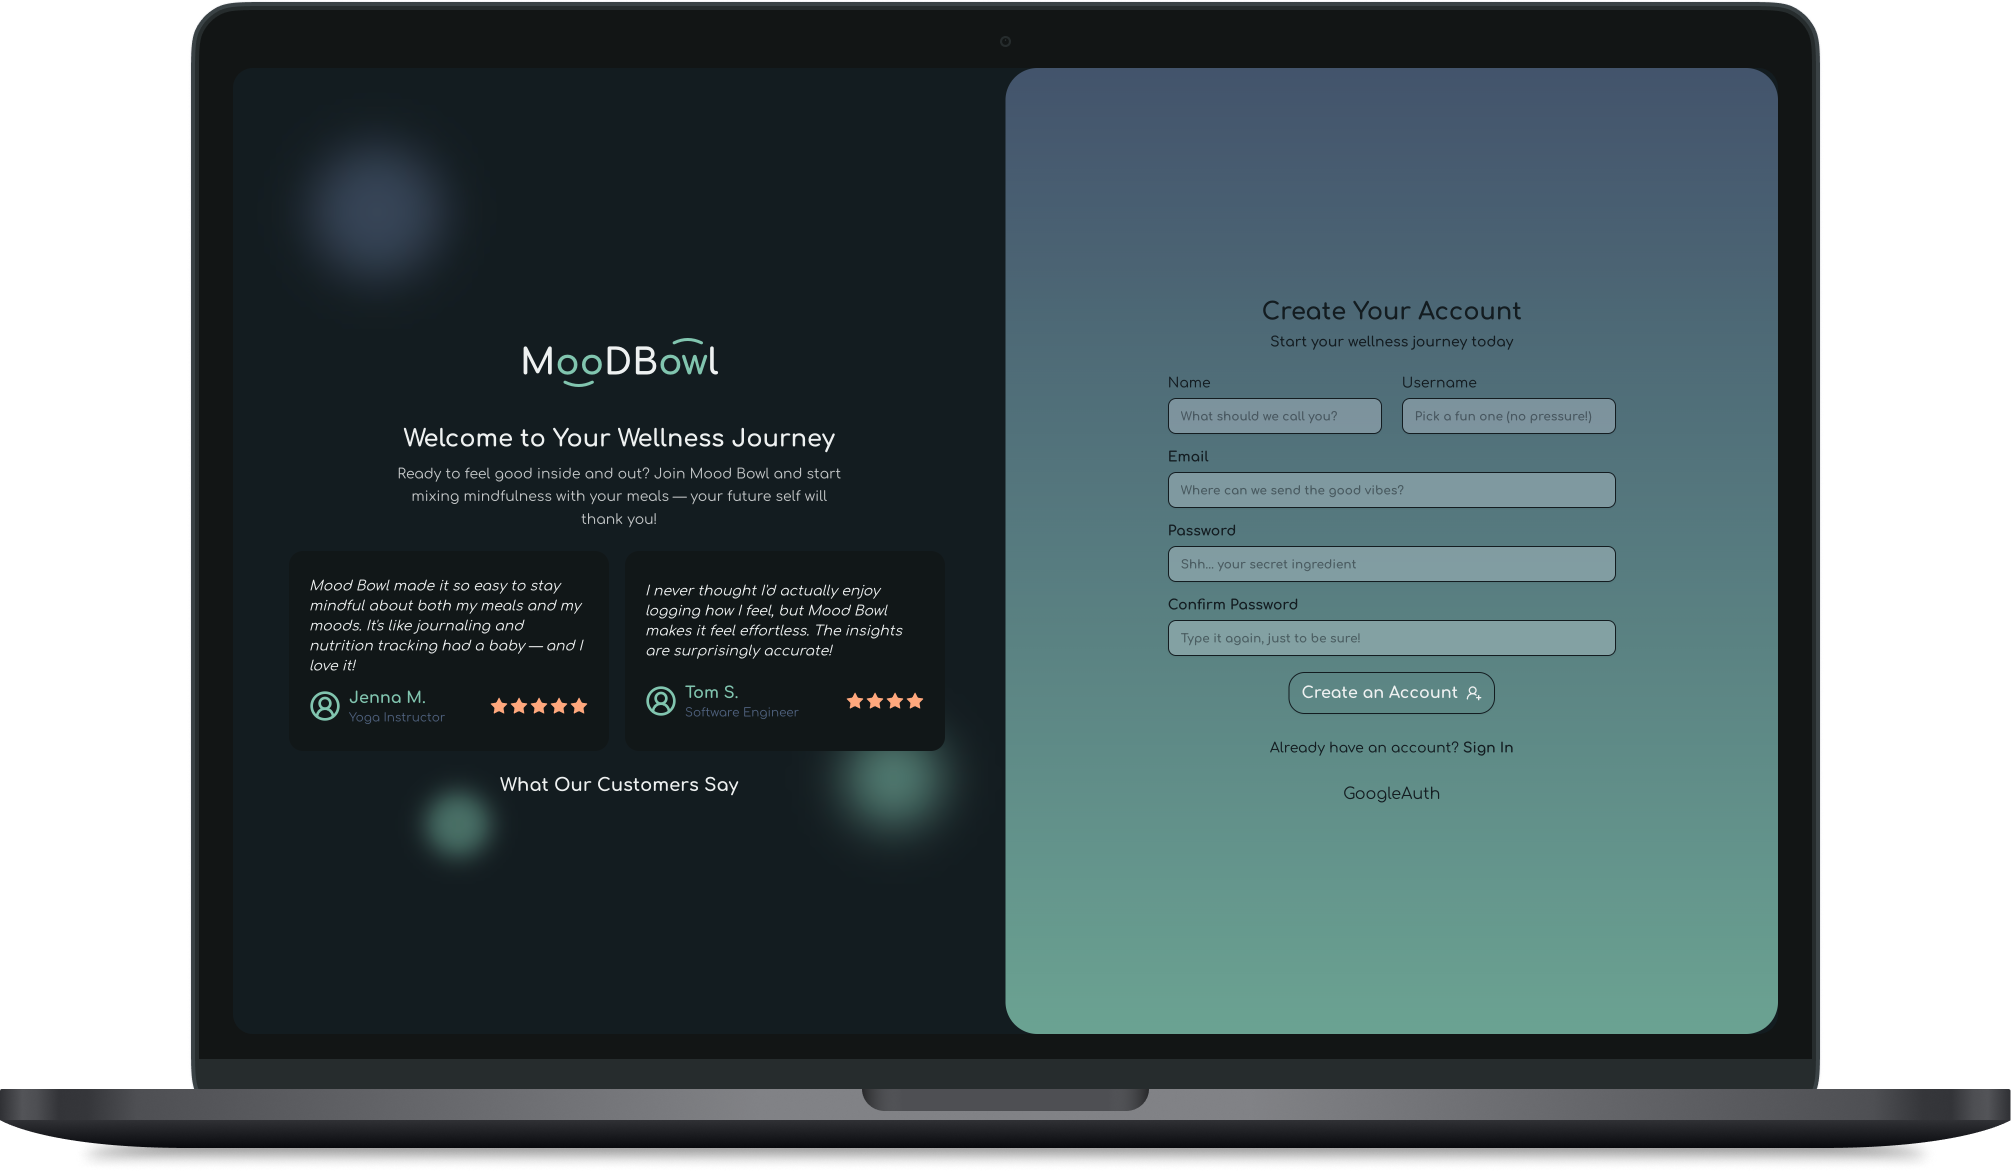 MooDBowl
Welcome to Your Wellness Journey
Ready to feel good inside and out? Join Mood Bowl and start
mixing mindfulness with your meals — your future self will
thank you!
Mood Bowl made it so easy to stay
mindful about both my meals and my
moods. It's like journaling and
nutrition tracking had a baby — and I
love it!
Jenna M.
Yoga Instructor
I never thought I'd actually enjoy
logging how I feel, but Mood Bowl
makes it feel effortless. The insights
are surprisingly accurate!
Tom S.
Software Engineer
What Our Customers Say
Create Your Account
Start your wellness journey today
Name
What should we call you?
Username
Pick a fun one (no pressure!)
Email
Where can we send the good vibes?
Password
Shh... your secret ingredient
Confirm Password
Type it again, just to be sure!
Create an Account
Already have an account? Sign In
GoogleAuth